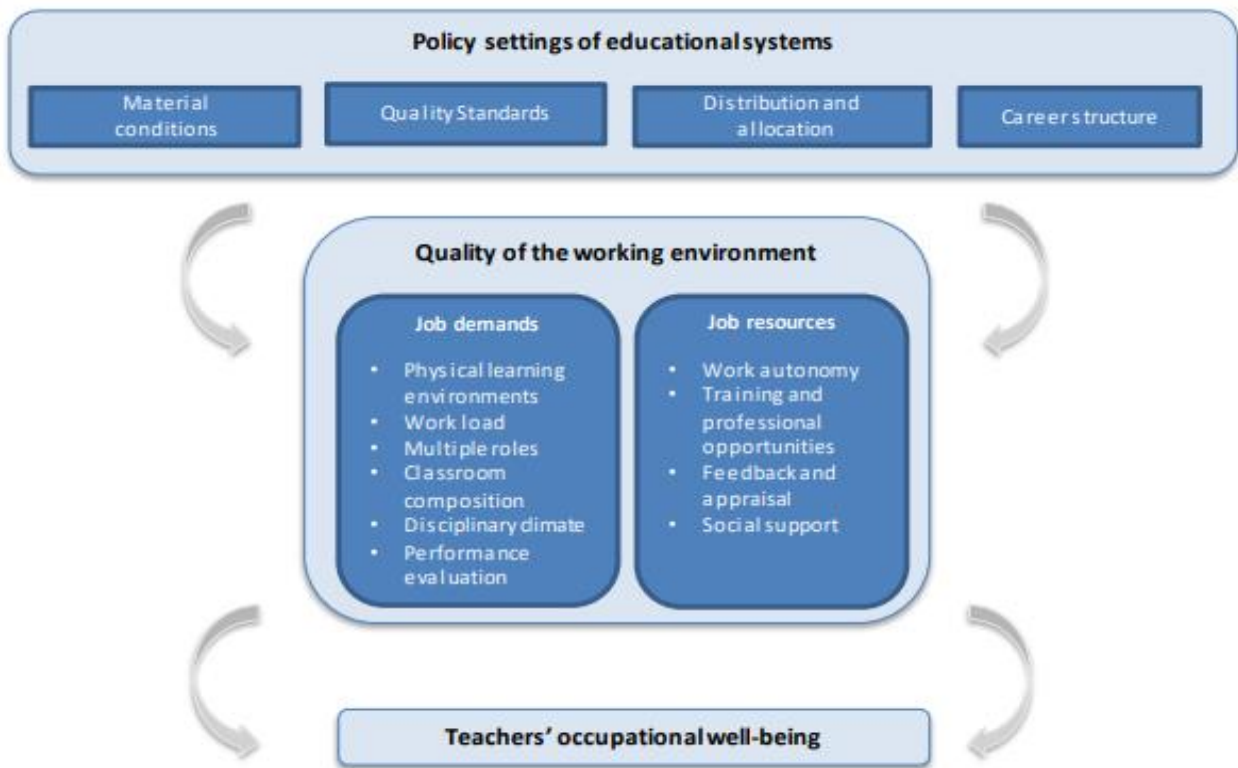 Policy settings of educational systems
Material
conditions
Quality Standards
Distribution and
allocation
Career structure
Quality of the working environment
Job demands
• Physical learning
environments
• Work load
• Multiple roles
• Classroom
composition
• Disciplinary climate
• Performance
evaluation
Job resources
• Work autonomy
• Training and
professional
opportunities
• Feedback and
appraisal
• Social support
Teachers’ occupational well-being